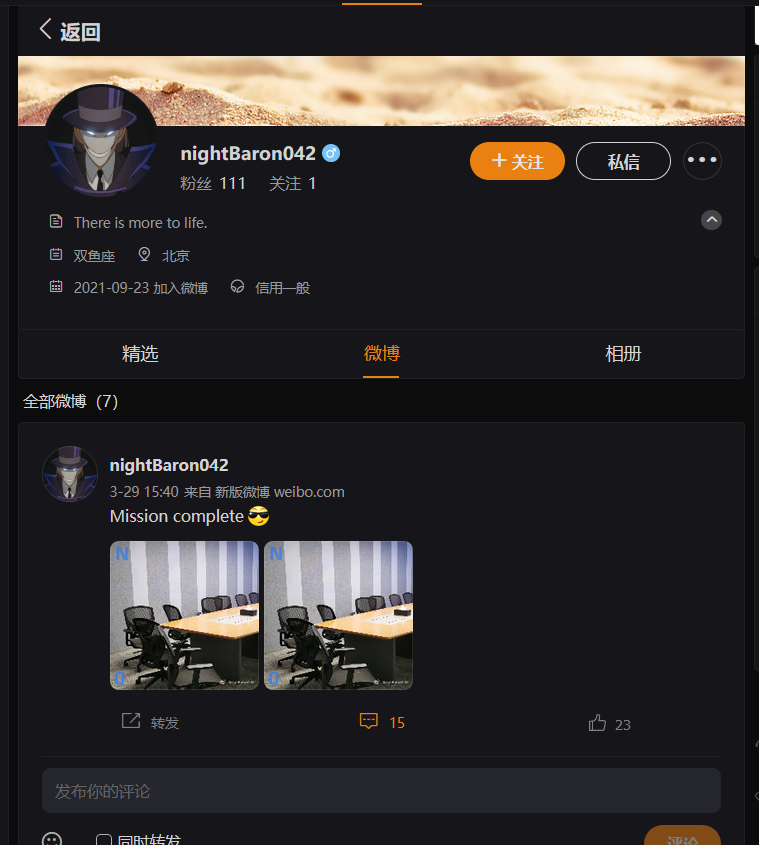 返回
nightBaron042
粉丝 111 关注 1
+ 关注
私信
There is more to life.
双鱼座 北京
2021-09-23 加入微博 信用一般
精选 微博 相册
全部微博（7）
nightBaron042
3-29 15:40 来自 新版微博 weibo.com
Mission complete 😎
N N
0 0
转发 15 23
发布你的评论
同时转发 评论